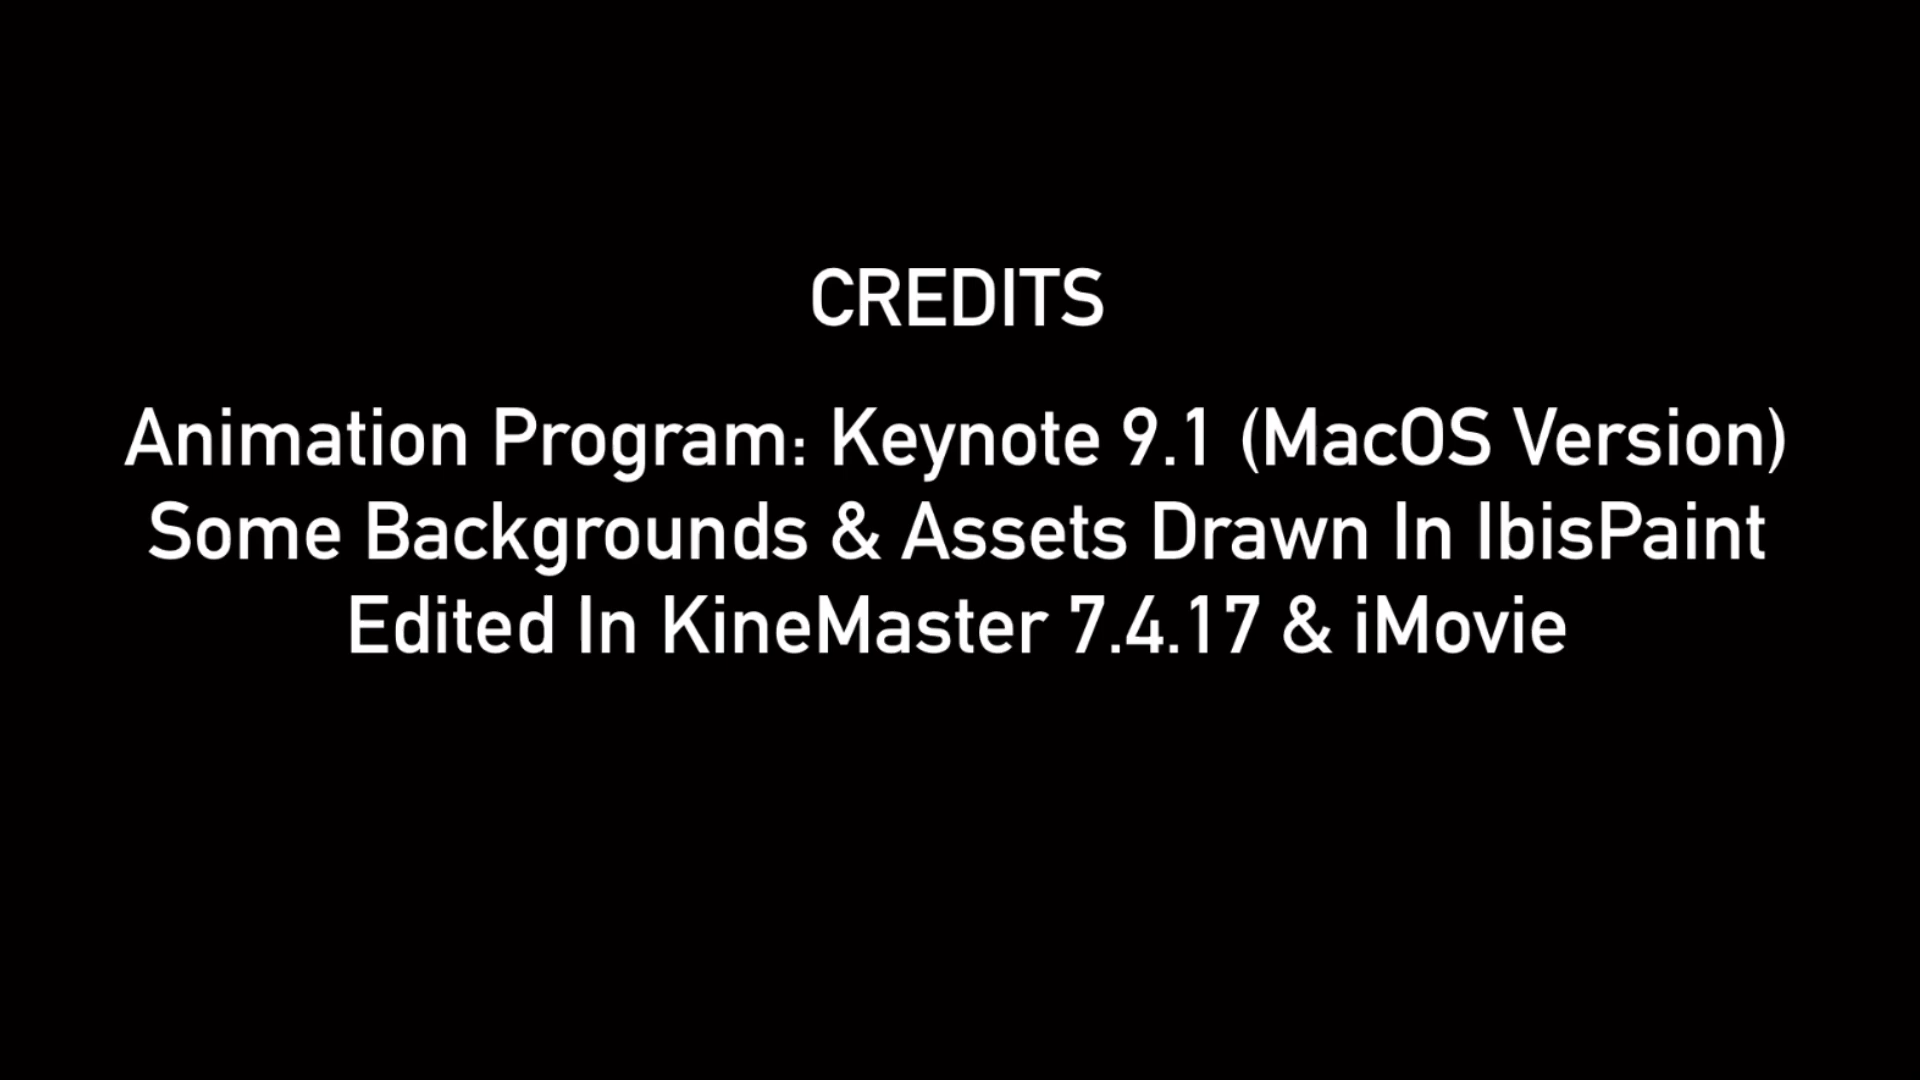 CREDITS
Animation Program: Keynote 9.1 (MacOS Version)
Some Backgrounds & Assets Drawn In IbisPaint
Edited In KineMaster 7.4.17 & iMovie